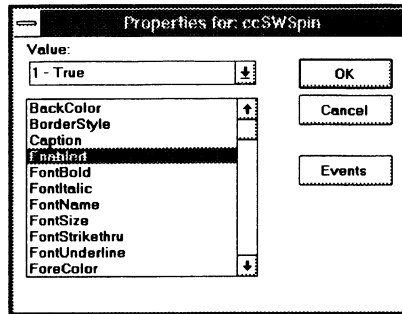 Properties for: ccSWSpin
Value:
1 - True
OK
Cancel
Events
BackColor
BorderStyle
Caption
Enabled
FontBold
FontItalic
FontName
FontSize
FontStrikethru
FontUnderline
ForeColor